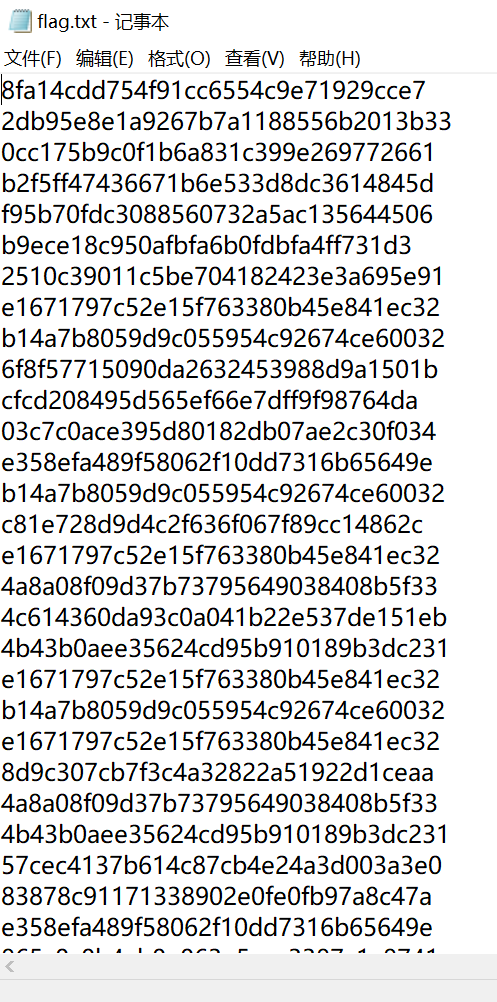 flag.txt - 记事本
文件(F) 编辑(E) 格式(O) 查看(V) 帮助(H)
8fa14cdd754f91cc6554c9e71929cce7
2db95e8e1a9267b7a1188556b2013b33
0cc175b9c0f1b6a831c399e269772661
b2f5ff47436671b6e533d8dc3614845d
f95b70fdc3088560732a5ac135644506
b9ece18c950afbfa6b0fdbfa4ff731d3
2510c39011c5be704182423e3a695e91
e1671797c52e15f763380b45e841ec32
b14a7b8059d9c055954c92674ce60032
6f8f57715090da2632453988d9a1501b
cfcd208495d565ef66e7dff9f98764da
03c7c0ace395d80182db07ae2c30f034
e358efa489f58062f10dd7316b65649e
b14a7b8059d9c055954c92674ce60032
c81e728d9d4c2f636f067f89cc14862c
e1671797c52e15f763380b45e841ec32
4a8a08f09d37b73795649038408b5f33
4c614360da93c0a041b22e537de151eb
4b43b0aee35624cd95b910189b3dc231
e1671797c52e15f763380b45e841ec32
b14a7b8059d9c055954c92674ce60032
e1671797c52e15f763380b45e841ec32
8d9c307cb7f3c4a32822a51922d1ceaa
4a8a08f09d37b73795649038408b5f33
4b43b0aee35624cd95b910189b3dc231
57cec4137b614c87cb4e24a3d003a3e0
83878c91171338902e0fe0fb97a8c47a
e358efa489f58062f10dd7316b65649e